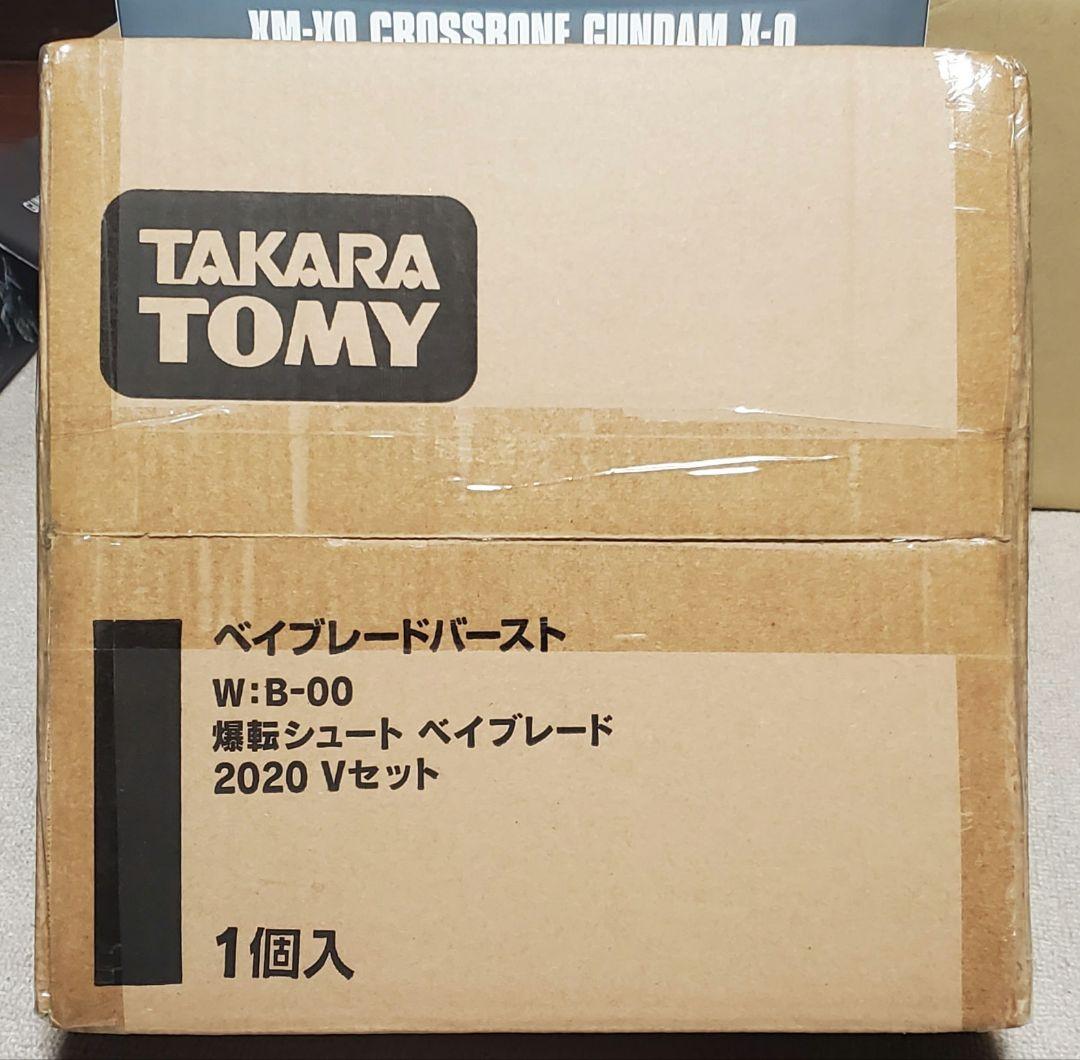 XM-X0 CROSSBONE GUNDAM X-0
TAKARA
TOMY
ベイブレードバースト
W:B-00
爆転シュート ベイブレード
2020 Vセット
1個入